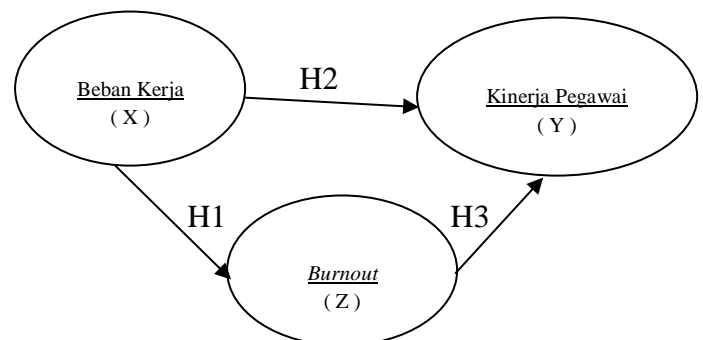 Beban Kerja
( X )
H2
Kinerja Pegawai
( Y )
H1
H3
Burnout
( Z )